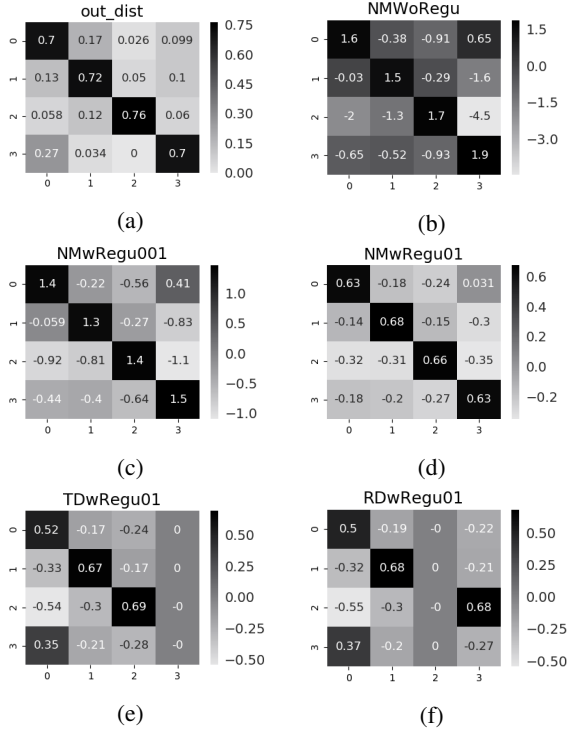 out_dist
0 0.7 0.17 0.026 0.099
1 0.13 0.72 0.05 0.1
2 0.058 0.12 0.76 0.06
3 0.27 0.034 0 0.7
0 1 2 3
0.75
0.60
0.45
0.30
0.15
0.00
(a)
NMWoRegu
0 1.6 -0.38 -0.91 0.65
1 -0.03 1.5 -0.29 -1.6
2 -2 -1.3 1.7 -4.5
3 -0.65 -0.52 -0.93 1.9
0 1 2 3
1.5
0.0
−1.5
−3.0
(b)
NMwRegu001
0 1.4 -0.22 -0.56 0.41
1 -0.059 1.3 -0.27 -0.83
2 -0.92 -0.81 1.4 -1.1
3 -0.44 -0.4 -0.64 1.5
0 1 2 3
1.0
0.5
0.0
−0.5
−1.0
(c)
NMwRegu01
0 0.63 -0.18 -0.24 0.031
1 -0.14 0.68 -0.15 -0.3
2 -0.32 -0.31 0.66 -0.35
3 -0.18 -0.2 -0.27 0.63
0 1 2 3
0.6
0.4
0.2
0.0
−0.2
(d)
TDwRegu01
0 0.52 -0.17 -0.24 0
1 -0.33 0.67 -0.17 0
2 -0.54 -0.3 0.69 -0
3 0.35 -0.21 -0.28 -0
0 1 2 3
0.50
0.25
0.00
−0.25
−0.50
(e)
RDwRegu01
0 0.5 -0.19 -0 -0.22
1 -0.32 0.68 0 -0.21
2 -0.55 -0.3 -0 0.68
3 0.37 -0.2 0 -0.27
0 1 2 3
0.50
0.25
0.00
−0.25
−0.50
(f)